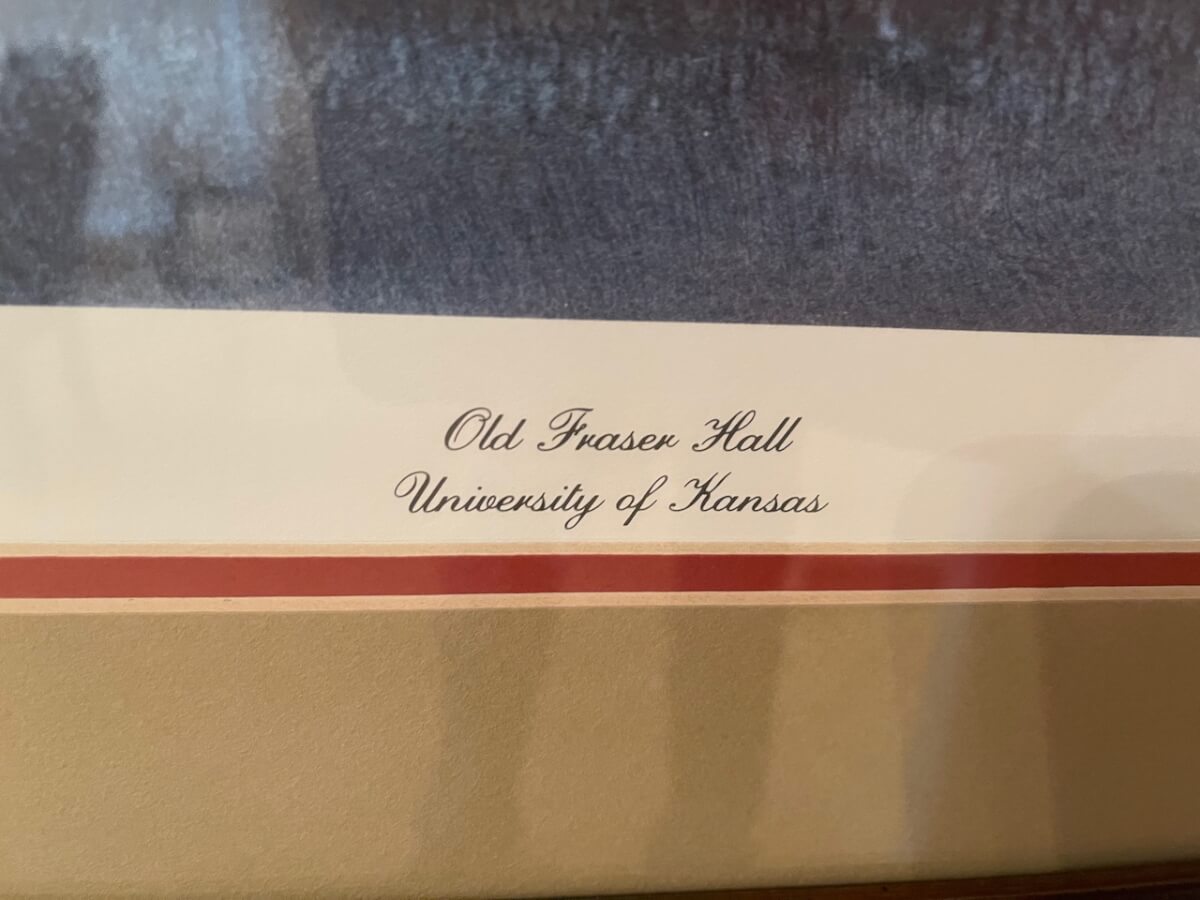 Old Fraser Hall
University of Kansas